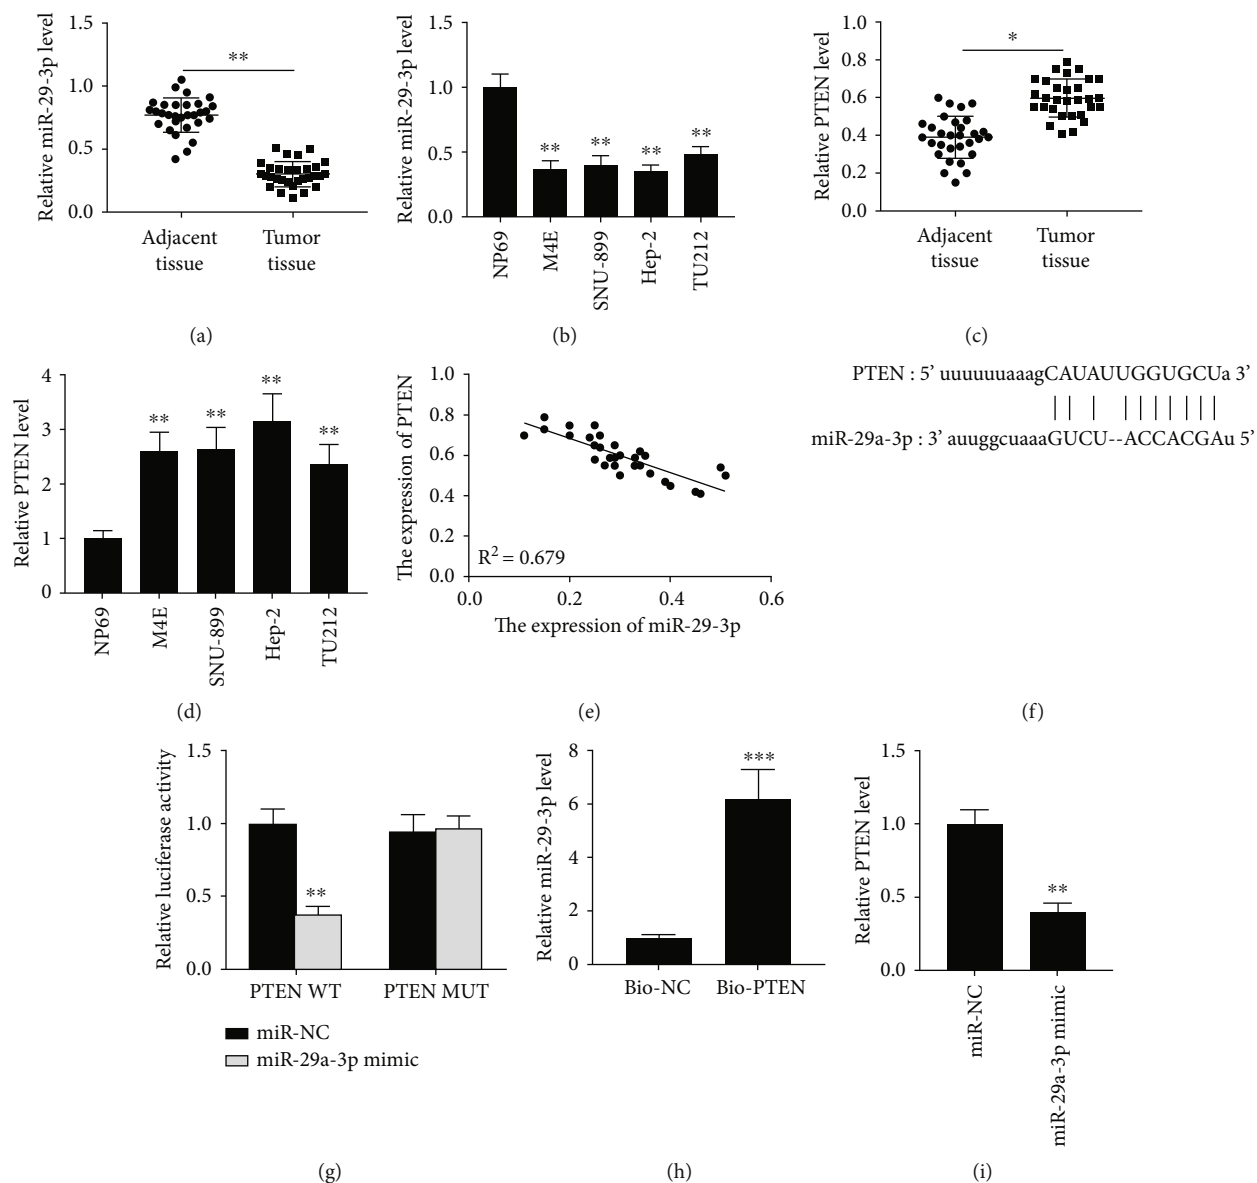 Relative miR-29-3p level
1.5
1.0
0.5
0.0
**
Adjacent
tissue
Tumor
tissue
(a)
Relative miR-29-3p level
1.5
1.0
0.5
0.0
**
**
**
**
NP69
M4E
SNU-899
Hep-2
TU212
(b)
Relative PTEN level
1.0
0.8
0.6
0.4
0.2
0.0
*
Adjacent
tissue
Tumor
tissue
(c)
Relative PTEN level
4
3
2
1
0
**
**
**
**
NP69
M4E
SNU-899
Hep-2
TU212
(d)
The expression of PTEN
1.0
0.8
0.6
0.4
0.2
0.0
R² = 0.679
0.0 0.2 0.4 0.6
The expression of miR-29-3p
(e)
PTEN : 5’ uuuuuuaaagCAUAUUGGUGCUa 3’
miR-29a-3p : 3’ auuggcuaaaGUCU--ACCACGAu 5’
(f)
Relative luciferase activity
1.5
1.0
0.5
0.0
**
PTEN WT PTEN MUT
miR-NC
miR-29a-3p mimic
(g)
Relative miR-29-3p level
8
6
4
2
0
***
Bio-NC Bio-PTEN
(h)
Relative PTEN level
1.5
1.0
0.5
0.0
**
miR-NC
miR-29a-3p mimic
(i)